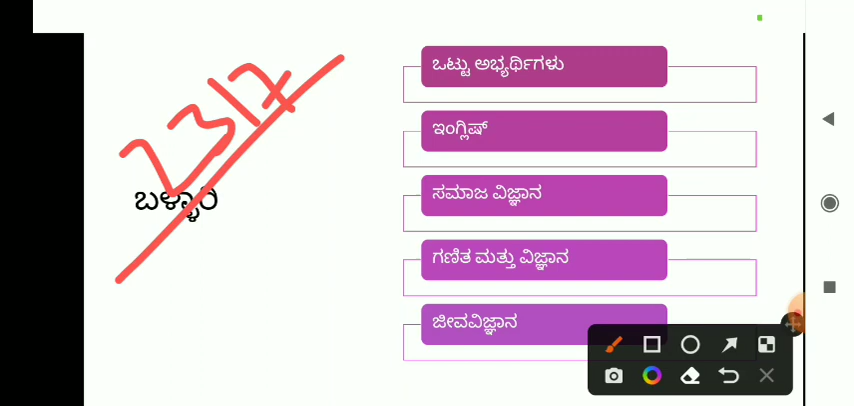 2317
ಬಳ್ಳಾರಿ
ಒಟ್ಟು ಅಭ್ಯರ್ಥಿಗಳು
ಇಂಗ್ಲಿಷ್
ಸಮಾಜ ವಿಜ್ಞಾನ
ಗಣಿತ ಮತ್ತು ವಿಜ್ಞಾನ
ಜೀವವಿಜ್ಞಾನ